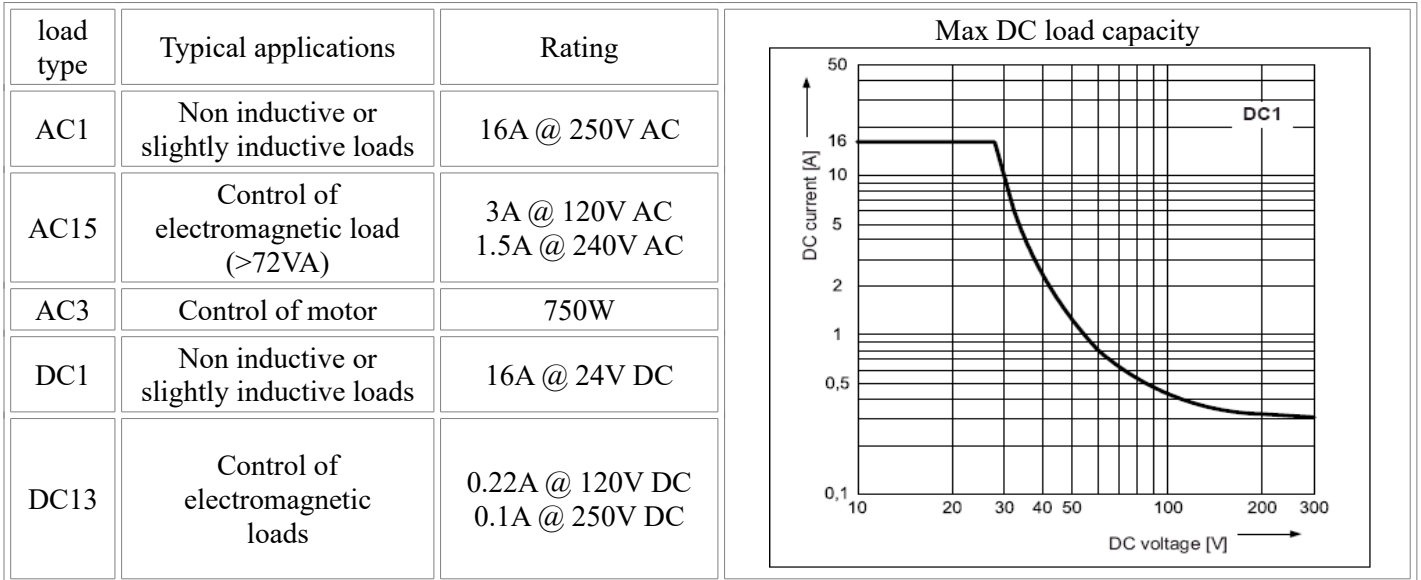 load
type
Typical applications
Rating
Max DC load capacity
AC1
Non inductive or
slightly inductive loads
16A @ 250V AC
AC15
Control of
electromagnetic load
(>72VA)
3A @ 120V AC
1.5A @ 240V AC
AC3
Control of motor
750W
DC1
Non inductive or
slightly inductive loads
16A @ 24V DC
DC13
Control of
electromagnetic
loads
0.22A @ 120V DC
0.1A @ 250V DC
DC1
DC current [A]
50
16
10
5
2
1
0,5
0,1
10 20 30 40 50 100 200 300
DC voltage [V]